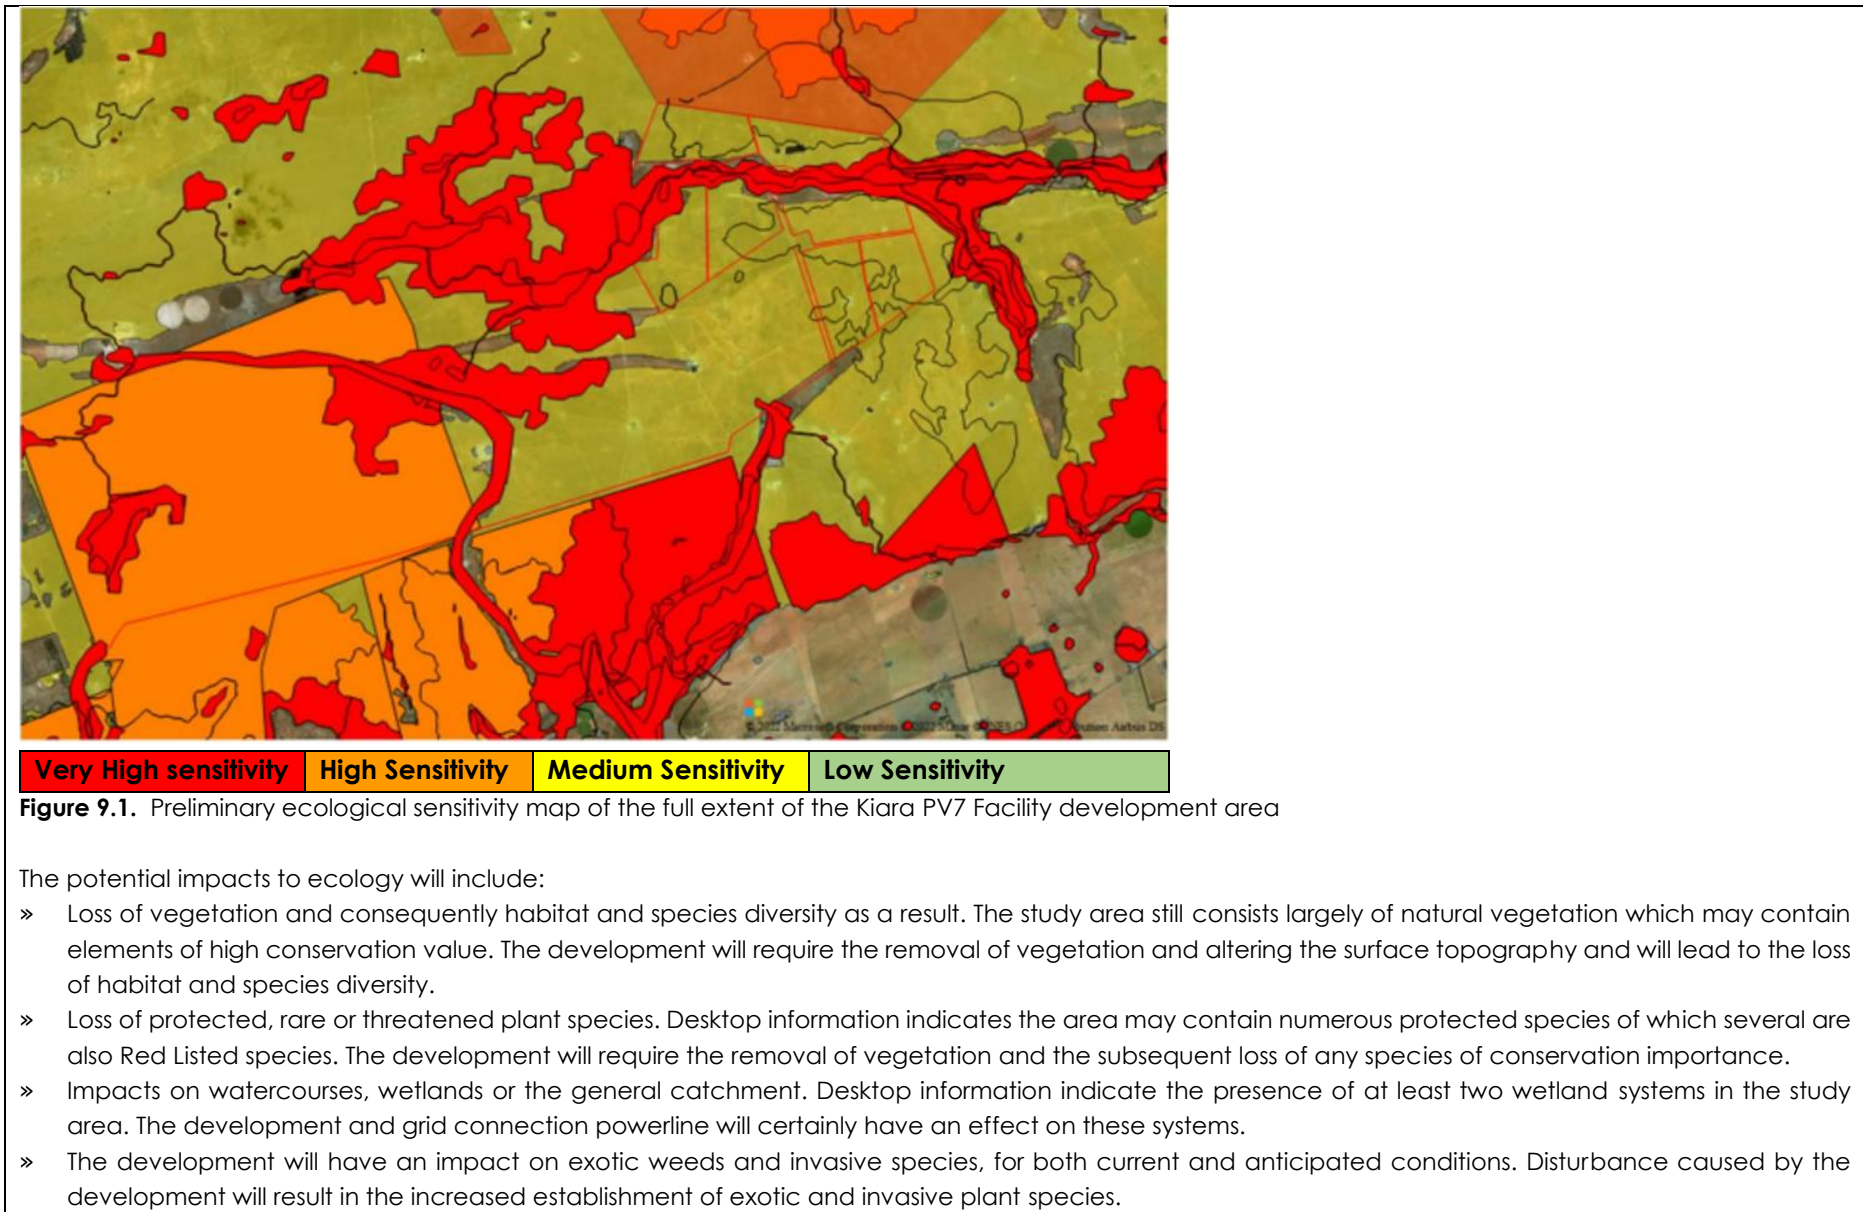 © 2022 Microsoft Corporation © 2022 Maxar Airbus DS
Very High sensitivity High Sensitivity Medium Sensitivity Low Sensitivity
Figure 9.1. Preliminary ecological sensitivity map of the full extent of the Kiara PV7 Facility development area
The potential impacts to ecology will include:
» Loss of vegetation and consequently habitat and species diversity as a result. The study area still consists largely of natural vegetation which may contain
elements of high conservation value. The development will require the removal of vegetation and altering the surface topography and will lead to the loss
of habitat and species diversity.
» Loss of protected, rare or threatened plant species. Desktop information indicates the area may contain numerous protected species of which several are
also Red Listed species. The development will require the removal of vegetation and the subsequent loss of any species of conservation importance.
» Impacts on watercourses, wetlands or the general catchment. Desktop information indicate the presence of at least two wetland systems in the study
area. The development and grid connection powerline will certainly have an effect on these systems.
» The development will have an impact on exotic weeds and invasive species, for both current and anticipated conditions. Disturbance caused by the
development will result in the increased establishment of exotic and invasive plant species.